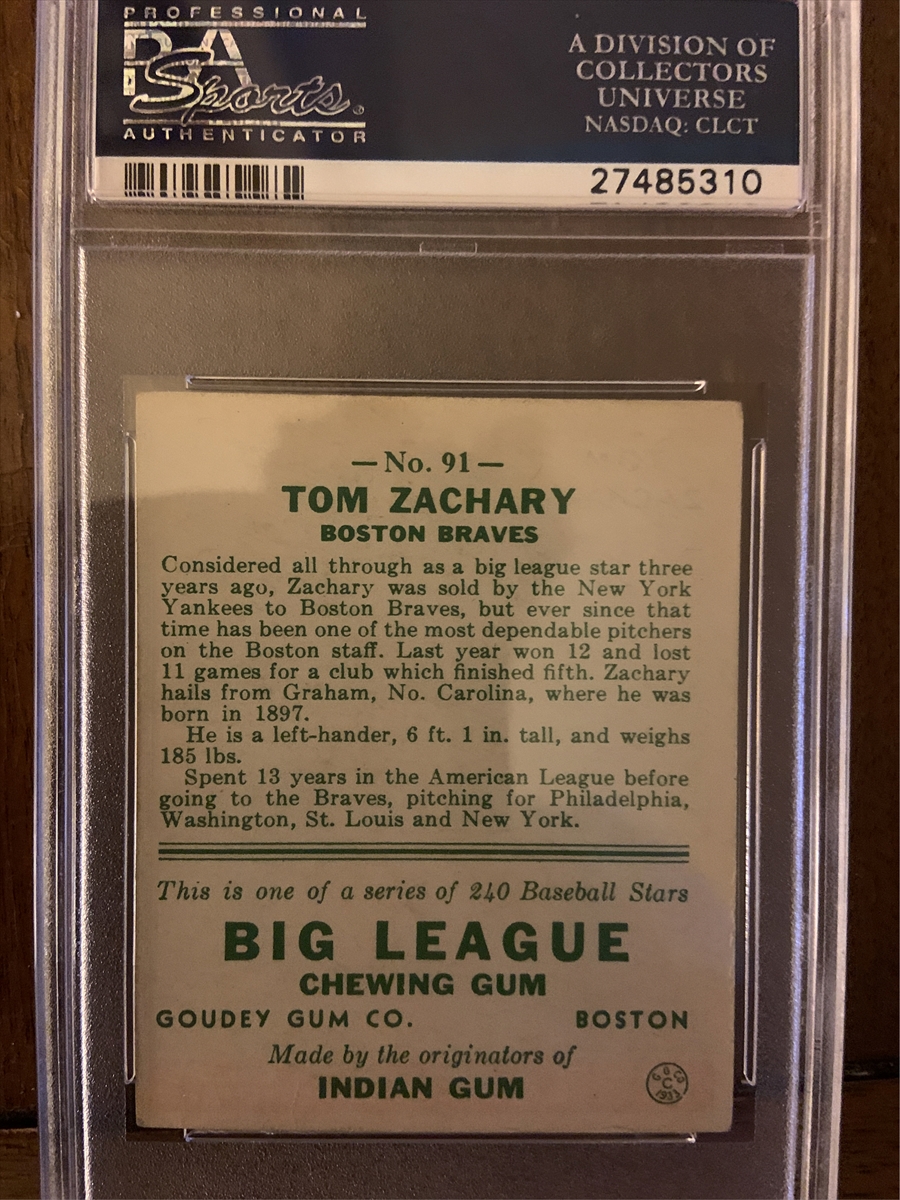 PROFESSIONAL
PSA
Sports
AUTHENTICATOR
A DIVISION OF
COLLECTORS
UNIVERSE
NASDAQ: CLCT
27485310
— No. 91 —
TOM ZACHARY
BOSTON BRAVES
Considered all through as a big league star three
years ago, Zachary was sold by the New York
Yankees to Boston Braves, but ever since that
time has been one of the most dependable pitchers
on the Boston staff. Last year won 12 and lost
11 games for a club which finished fifth. Zachary
hails from Graham, No. Carolina, where he was
born in 1897.
He is a left-hander, 6 ft. 1 in. tall, and weighs
185 lbs.
Spent 13 years in the American League before
going to the Braves, pitching for Philadelphia,
Washington, St. Louis and New York.
This is one of a series of 240 Baseball Stars
BIG LEAGUE
CHEWING GUM
GOUDEY GUM CO. BOSTON
Made by the originators of
INDIAN GUM
G G CO
C
1933